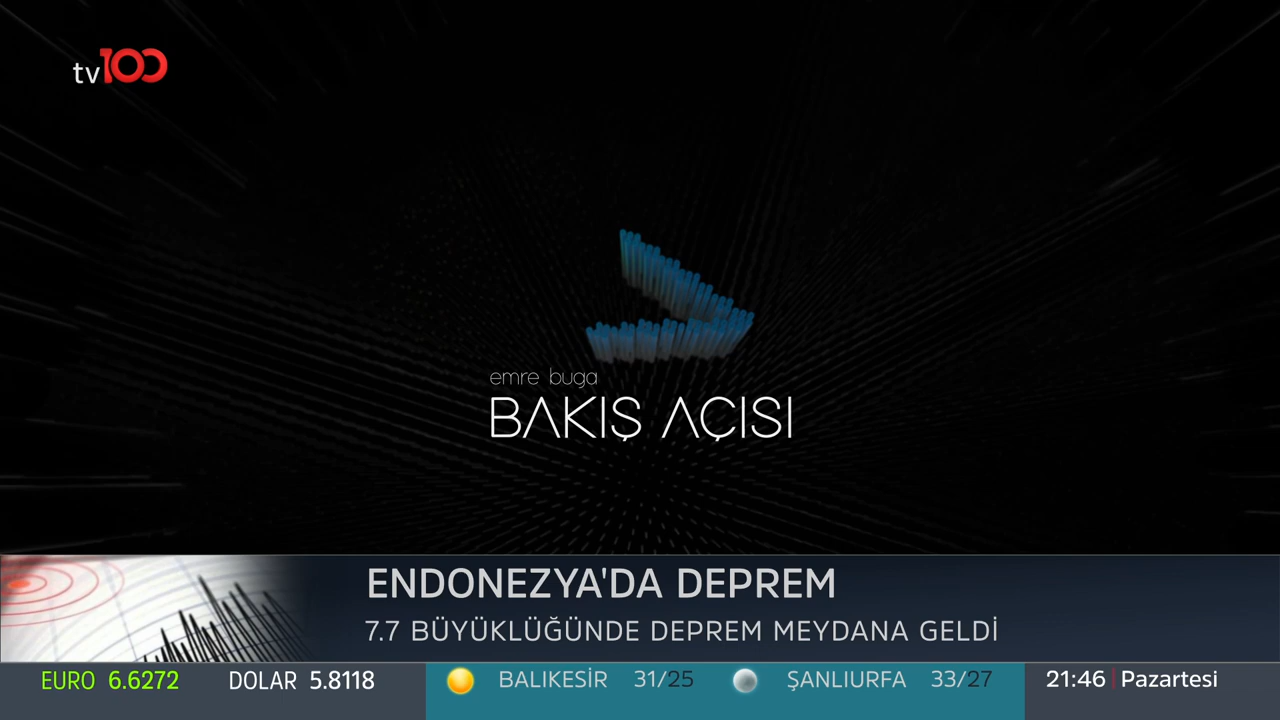 tv100
emre buga
BAKIŞ AÇISI
ENDONEZYA'DA DEPREM
7.7 BÜYÜKLÜĞÜNDE DEPREM MEYDANA GELDİ
EURO 6.6272 DOLAR 5.8118 BALIKESİR 31/25 ŞANLIURFA 33/27 21:46 Pazartesi